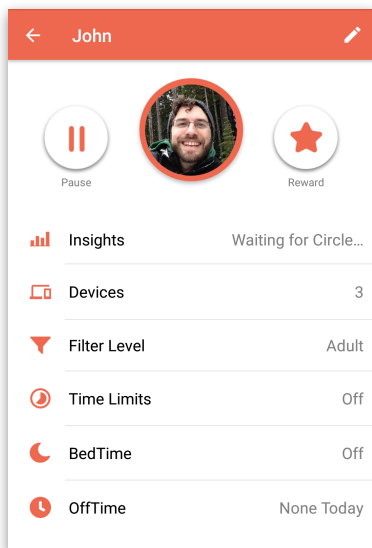 John
Pause
Reward
Insights Waiting for Circle…
Devices 3
Filter Level Adult
Time Limits Off
BedTime Off
OffTime None Today